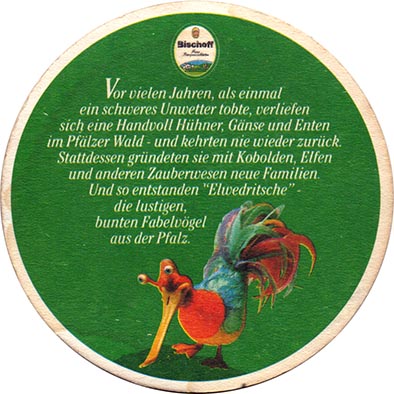 Bischoff
Vor vielen Jahren, als einmal
ein schweres Unwetter tobte, verliefen
sich eine Handvoll Hühner, Gänse und Enten
im Pfälzer Wald - und kehrten nie wieder zurück.
Stattdessen gründeten sie mit Kobolden, Elfen
und anderen Zauberwesen neue Familien.
Und so entstanden "Elwedritsche" -
die lustigen,
bunten Fabelvögel
aus der Pfalz.